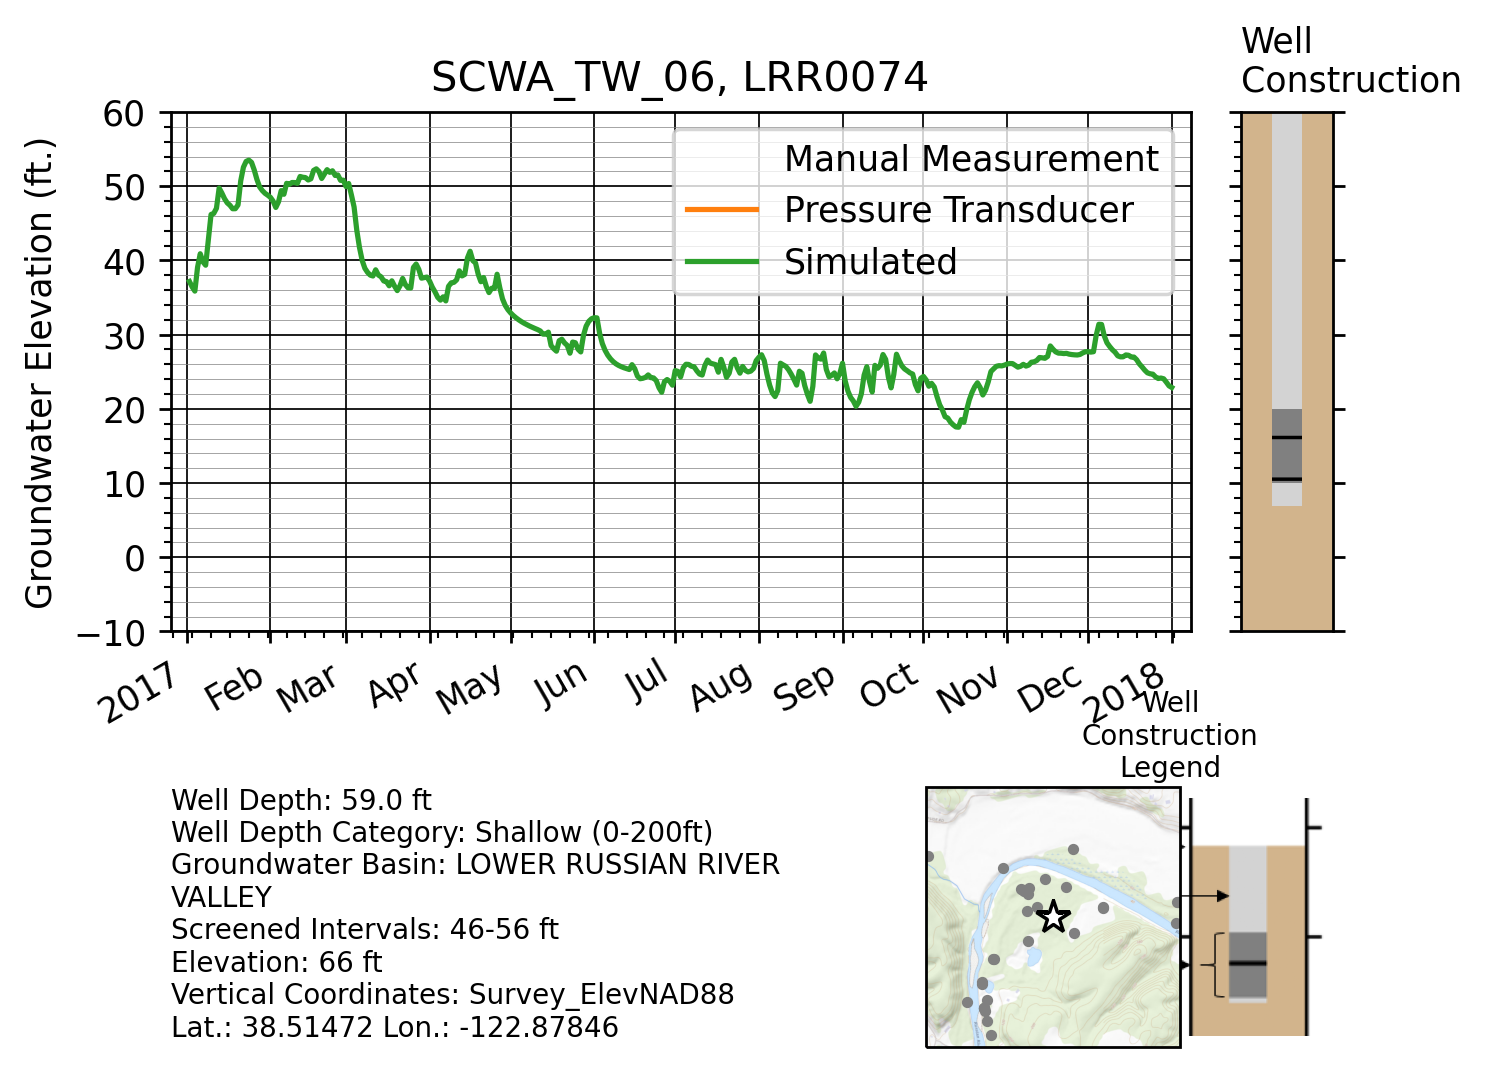 Well
Construction
SCWA_TW_06, LRR0074
Groundwater Elevation (ft.)
60
50
40
30
20
10
0
−10
Manual Measurement
Pressure Transducer
Simulated
2017
Feb
Mar
Apr
May
Jun
Jul
Aug
Sep
Oct
Nov
Dec
2018
Well
Construction
Legend
Well Depth: 59.0 ft
Well Depth Category: Shallow (0-200ft)
Groundwater Basin: LOWER RUSSIAN RIVER
VALLEY
Screened Intervals: 46-56 ft
Elevation: 66 ft
Vertical Coordinates: Survey_ElevNAD88
Lat.: 38.51472 Lon.: -122.87846